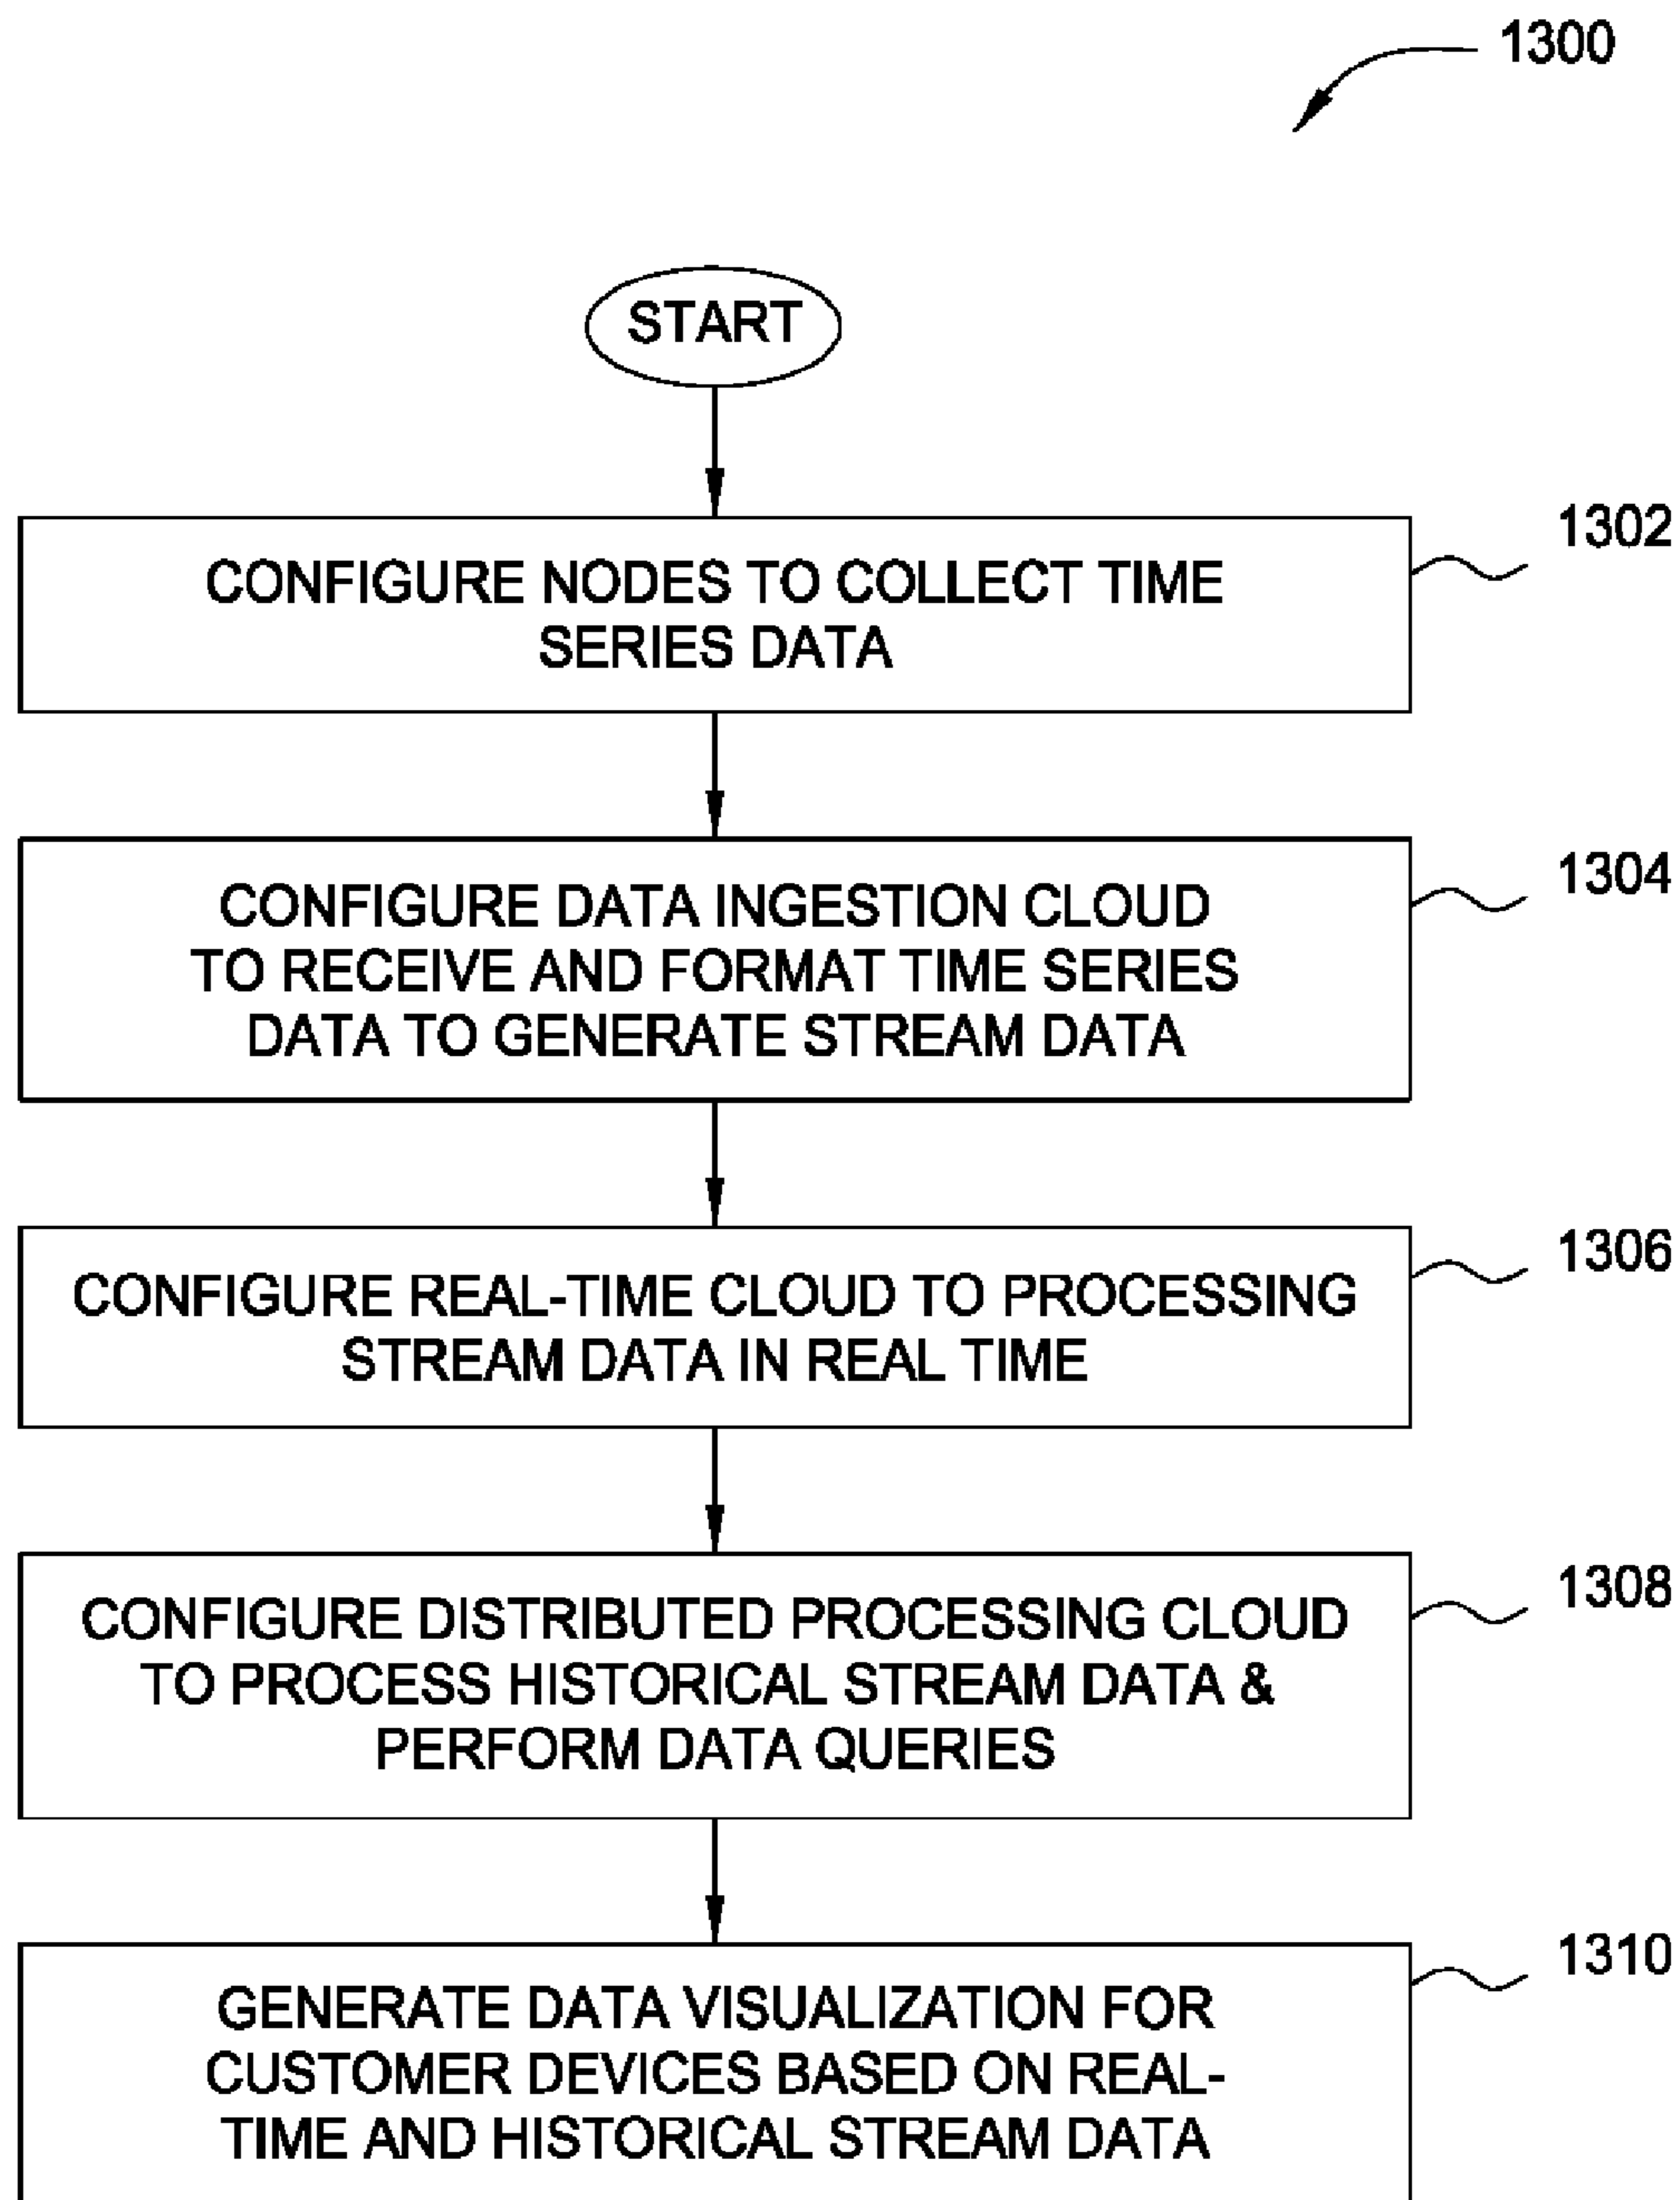 1300
START
CONFIGURE NODES TO COLLECT TIME
SERIES DATA
1302
CONFIGURE DATA INGESTION CLOUD
TO RECEIVE AND FORMAT TIME SERIES
DATA TO GENERATE STREAM DATA
1304
CONFIGURE REAL-TIME CLOUD TO PROCESSING
STREAM DATA IN REAL TIME
1306
CONFIGURE DISTRIBUTED PROCESSING CLOUD
TO PROCESS HISTORICAL STREAM DATA &
PERFORM DATA QUERIES
1308
GENERATE DATA VISUALIZATION FOR
CUSTOMER DEVICES BASED ON REAL-
TIME AND HISTORICAL STREAM DATA
1310